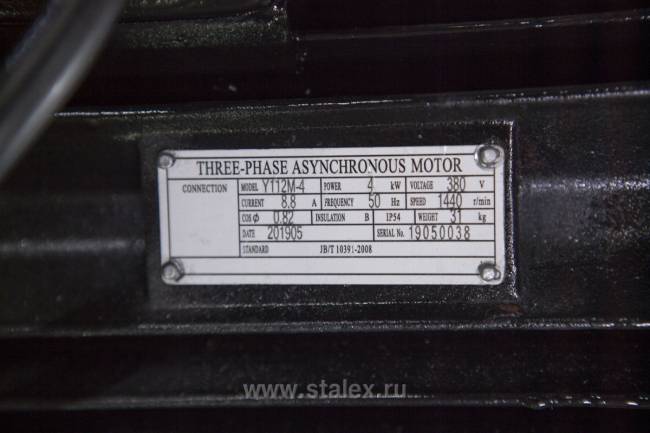 THREE-PHASE ASYNCHRONOUS MOTOR
CONNECTION MODEL Y112M-4 POWER 4 kW VOLTAGE 380 V
CURRENT 8.8 A FREQUENCY 50 Hz SPEED 1440 r/min
COS ϕ 0.82 INSULATION B IP54 WEIGHT 31 kg
DATE 201905 SERIAL No. 19050038
STANDARD JB/T 10391-2008
www.stalex.ru